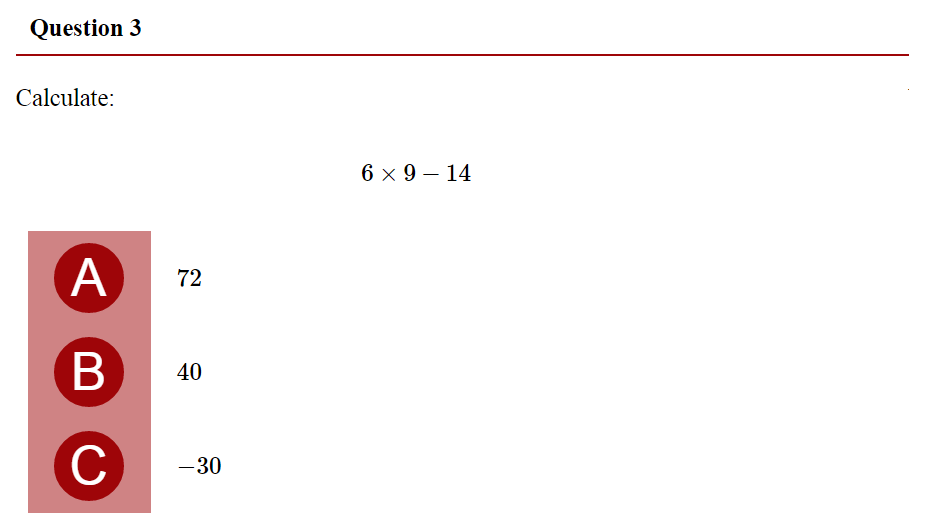 Question 3
Calculate:
6 × 9 − 14
A 72
B 40
C −30